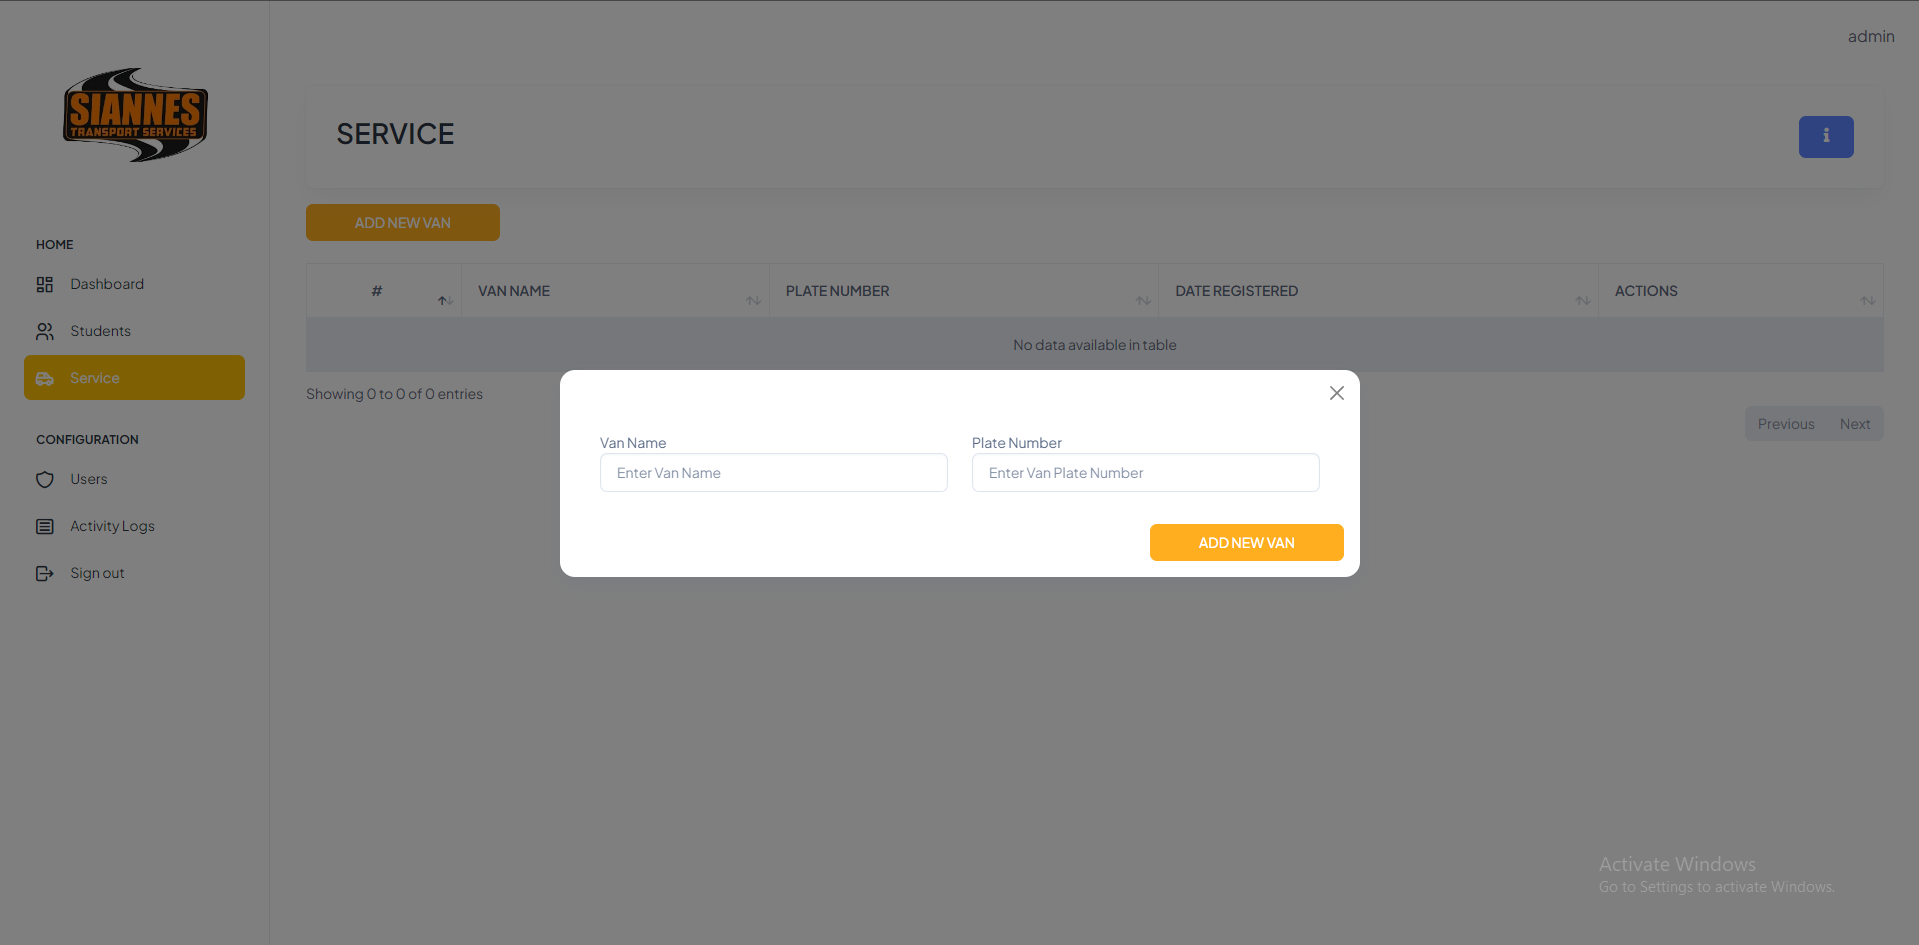 admin
SIANNES
TRANSPORT SERVICES
SERVICE
ADD NEW VAN
HOME
Dashboard
Students
Service
CONFIGURATION
Users
Activity Logs
Sign out
# VAN NAME PLATE NUMBER DATE REGISTERED ACTIONS
No data available in table
Showing 0 to 0 of 0 entries
Previous Next
Van Name Plate Number
Enter Van Name Enter Van Plate Number
ADD NEW VAN
Activate Windows
Go to Settings to activate Windows.